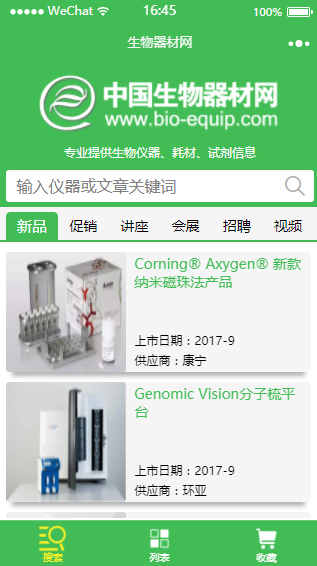 ●●●●● WeChat 16:45 100%
生物器材网
中国生物器材网
www.bio-equip.com
专业提供生物仪器、耗材、试剂信息
输入仪器或文章关键词
新品 促销 讲座 会展 招聘 视频
Corning® Axygen® 新款
纳米磁珠法产品
上市日期：2017-9
供应商：康宁
Genomic Vision分子梳平
台
上市日期：2017-9
供应商：环亚
搜索 列表 收藏